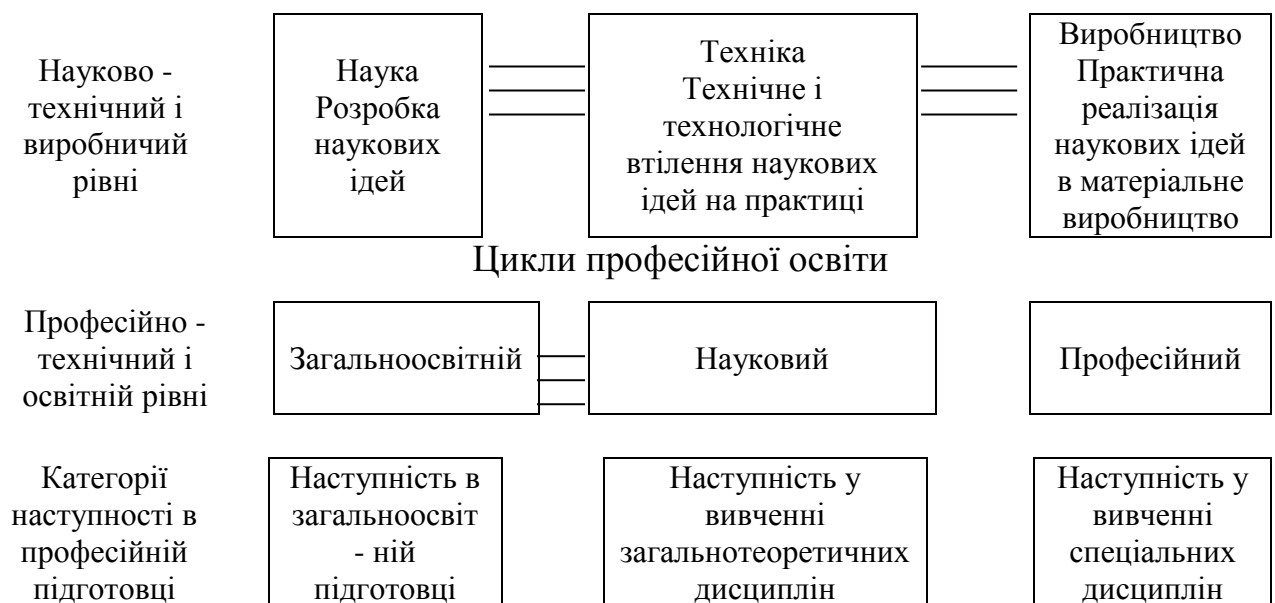 Науково -
технічний і
виробничий
рівні
Наука
Розробка
наукових
ідей
Техніка
Технічне і
технологічне
втілення наукових
ідей на практиці
Виробництво
Практична
реалізація
наукових ідей
в матеріальне
виробництво
Цикли професійної освіти
Професійно -
технічний і
освітній рівні
Загальноосвітній
Науковий
Професійний
Категорії
наступності в
професійній
підготовці
Наступність в
загальноосвіт
- ній
підготовці
Наступність у
вивченні
загальнотеоретичних
дисциплін
Наступність у
вивченні
спеціальних
дисциплін